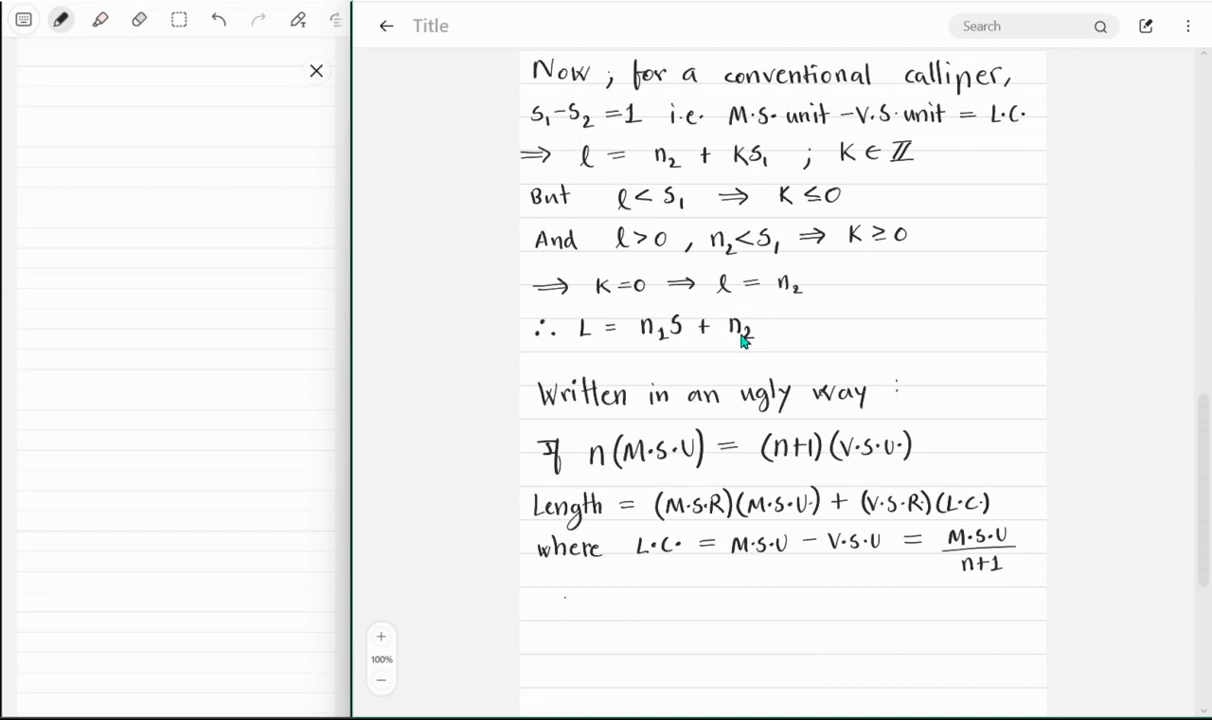 Title
Search
Now, for a conventional calliper,
S₁-S₂ =1 i.e. M.S. unit -V.S. unit = L.C.
⟹ l = n₂ + KS₁ ; K ∈ ℤ
But l < S₁ ⟹ K ≤ 0
And l > 0 , n₂ < S₁ ⟹ K ≥ 0
⟹ K=0 ⟹ l = n₂
∴ L = n₁S + n₂
Written in an ugly way :
If n(M.S.U) = (n+1)(V.S.U.)
Length = (M.S.R)(M.S.U.) + (V.S.R.)(L.C.)
where L.C. = M.S.U - V.S.U = M.S.U / n+1
100%